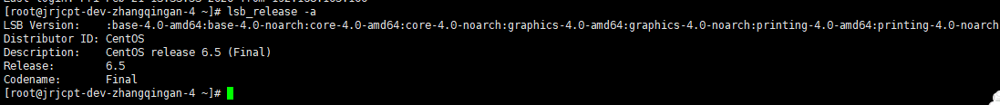 [root@jrjcpt-dev-zhangqingan-4 ~]# lsb_release -a
LSB Version:    :base-4.0-amd64:base-4.0-noarch:core-4.0-amd64:core-4.0-noarch:graphics-4.0-amd64:graphics-4.0-noarch:printing-4.0-amd64:printing-4.0-noarch
Distributor ID: CentOS
Description:    CentOS release 6.5 (Final)
Release:        6.5
Codename:       Final
[root@jrjcpt-dev-zhangqingan-4 ~]#